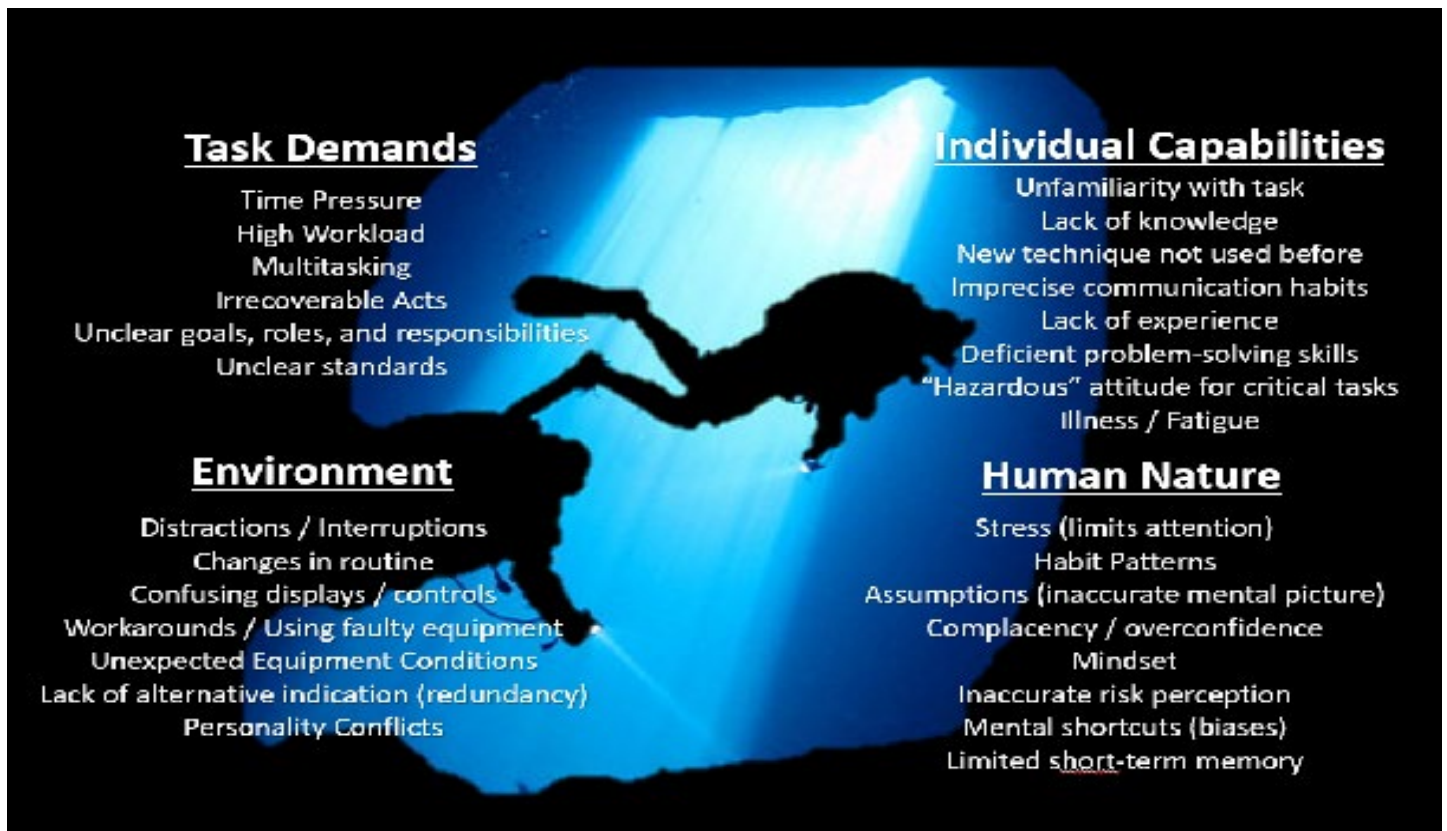 Task Demands
Time Pressure
High Workload
Multitasking
Irrecoverable Acts
Unclear goals, roles, and responsibilities
Unclear standards
Individual Capabilities
Unfamiliarity with task
Lack of knowledge
New technique not used before
Imprecise communication habits
Lack of experience
Deficient problem-solving skills
“Hazardous” attitude for critical tasks
Illness / Fatigue
Environment
Distractions / Interruptions
Changes in routine
Confusing displays / controls
Workarounds / Using faulty equipment
Unexpected Equipment Conditions
Lack of alternative indication (redundancy)
Personality Conflicts
Human Nature
Stress (limits attention)
Habit Patterns
Assumptions (inaccurate mental picture)
Complacency / overconfidence
Mindset
Inaccurate risk perception
Mental shortcuts (biases)
Limited short-term memory